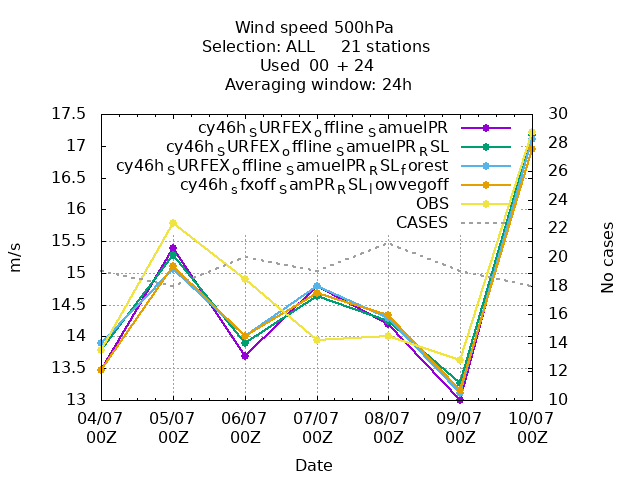 Wind speed 500hPa
Selection: ALL 21 stations
Used 00 + 24
Averaging window: 24h
17.5
17
16.5
16
15.5
15
14.5
14
13.5
13
30
28
26
24
22
20
18
16
14
12
10
cy46h_SURFEX_offline_SamuelPR
cy46h_SURFEX_offline_SamuelPR_RSL
cy46h_SURFEX_offline_SamuelPR_RSL_forest
cy46h_sfxoff_SamPR_RSL_lowvegoff
OBS
CASES
m/s
No cases
04/07 05/07 06/07 07/07 08/07 09/07 10/07
00Z 00Z 00Z 00Z 00Z 00Z 00Z
Date